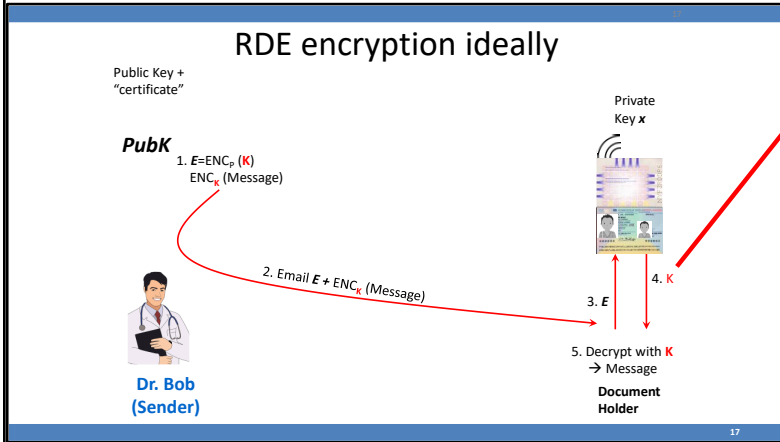 17
RDE encryption ideally
Public Key +
“certificate”
PubK
1. E=ENCP (K)
ENCK (Message)
Private
Key x
2. Email E + ENCK (Message)
3. E
4. K
5. Decrypt with K
→ Message
Dr. Bob
(Sender)
Document
Holder
17